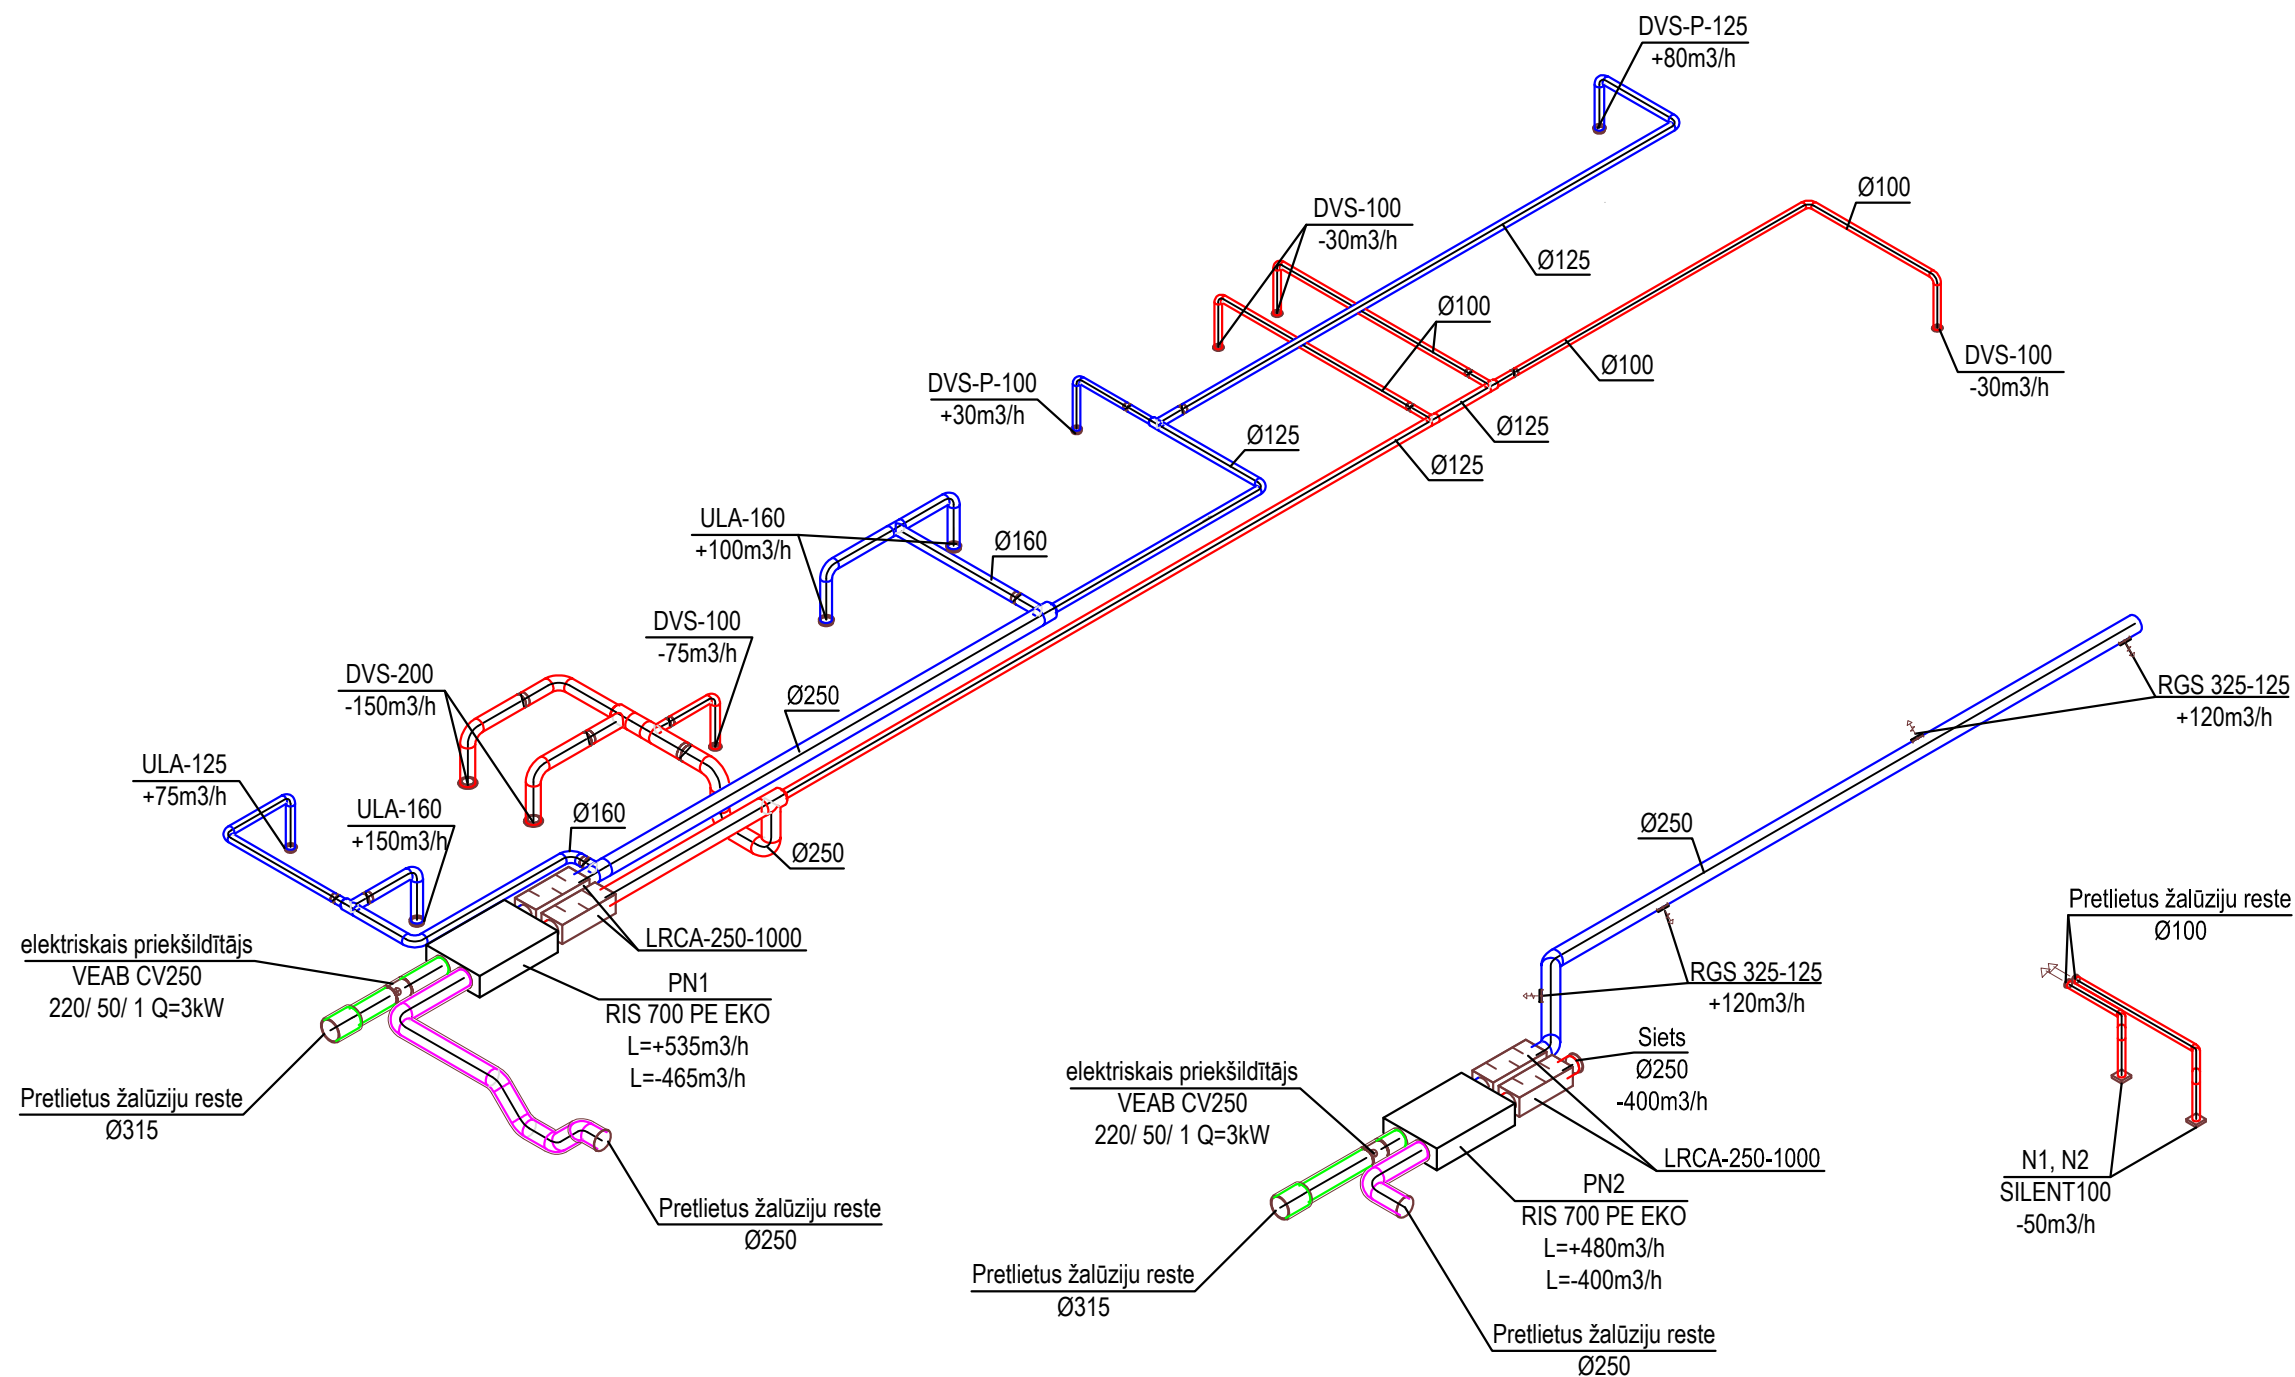 DVS-P-125
+80m3/h
Ø100
DVS-100
-30m3/h
Ø125
Ø100
DVS-100
-30m3/h
Ø100
DVS-P-100
+30m3/h
Ø125
Ø125
Ø125
ULA-160
+100m3/h
Ø160
DVS-100
-75m3/h
DVS-200
-150m3/h
Ø250
ULA-125
+75m3/h
ULA-160
+150m3/h
Ø160
Ø250
elektriskais priekšildītājs
VEAB CV250
220/ 50/ 1 Q=3kW
LRCA-250-1000
PN1
RIS 700 PE EKO
L=+535m3/h
L=-465m3/h
Pretlietus žalūziju reste
Ø315
Pretlietus žalūziju reste
Ø250
RGS 325-125
+120m3/h
Ø250
RGS 325-125
+120m3/h
Siets
Ø250
-400m3/h
elektriskais priekšildītājs
VEAB CV250
220/ 50/ 1 Q=3kW
LRCA-250-1000
PN2
RIS 700 PE EKO
L=+480m3/h
L=-400m3/h
Pretlietus žalūziju reste
Ø315
Pretlietus žalūziju reste
Ø250
Pretlietus žalūziju reste
Ø100
N1, N2
SILENT100
-50m3/h